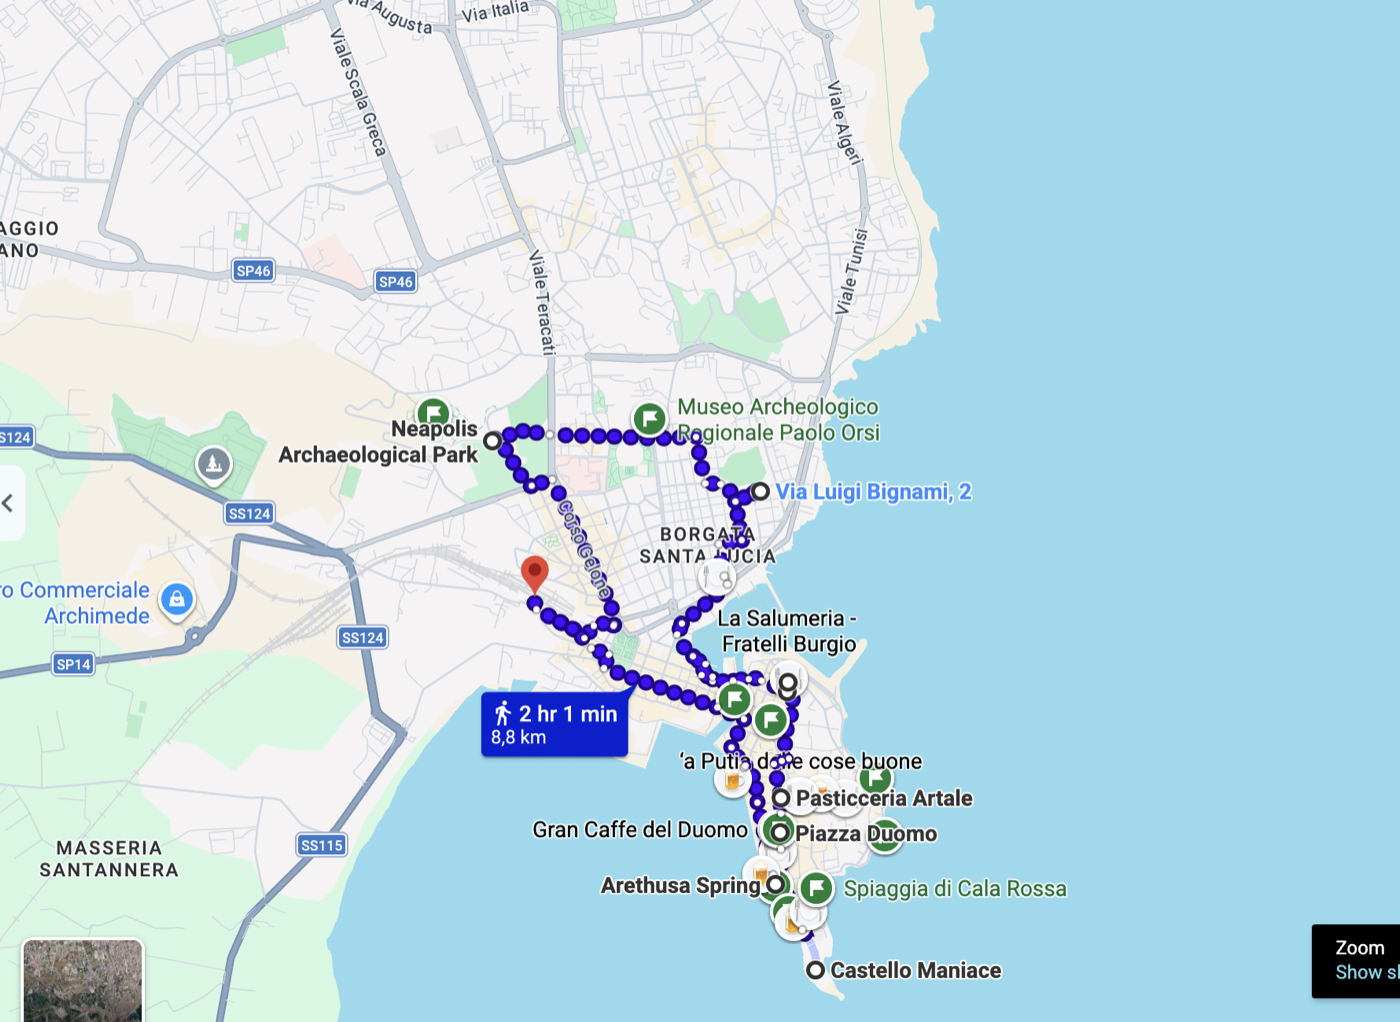 Via Augusta
Via Italia
Viale Scala Greca
Viale Algeri
AGGIO
ANO
SP46
SP46
Viale Teracati
Viale Tunisi
Museo Archeologico
Regionale Paolo Orsi
Neapolis
Archaeological Park
S124
SS124
Via Luigi Bignami, 2
Corso Gelone
BORGATA
SANTA LUCIA
ro Commerciale
Archimede
SS124
SP14
La Salumeria -
Fratelli Burgio
2 hr 1 min
8,8 km
'a Putia delle cose buone
Pasticceria Artale
Gran Caffe del Duomo
Piazza Duomo
MASSERIA
SANTANNERA
SS115
Arethusa Spring
Spiaggia di Cala Rossa
Castello Maniace
Zoom
Show sl